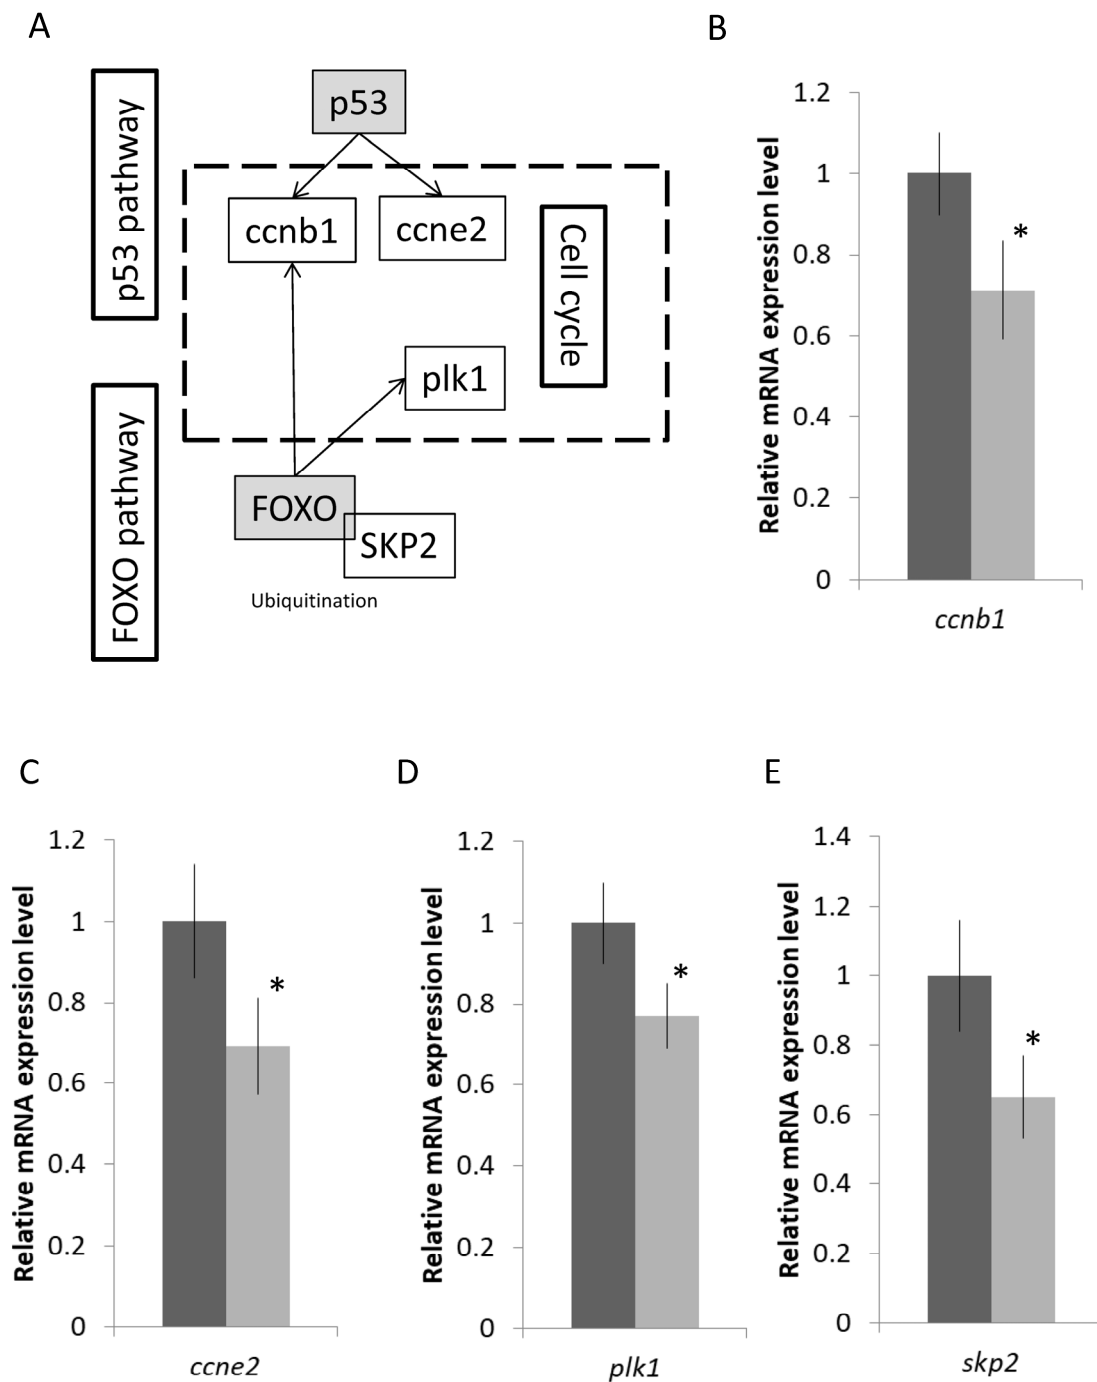 A
p53 pathway
FOXO pathway
p53
ccnb1
ccne2
Cell cycle
plk1
FOXO
SKP2
Ubiquitination
B
Relative mRNA expression level
1.2
1
0.8
0.6
0.4
0.2
0
*
ccnb1
C
Relative mRNA expression level
1.2
1
0.8
0.6
0.4
0.2
0
*
ccne2
D
Relative mRNA expression level
1.2
1
0.8
0.6
0.4
0.2
0
*
plk1
E
Relative mRNA expression level
1.4
1.2
1
0.8
0.6
0.4
0.2
0
*
skp2